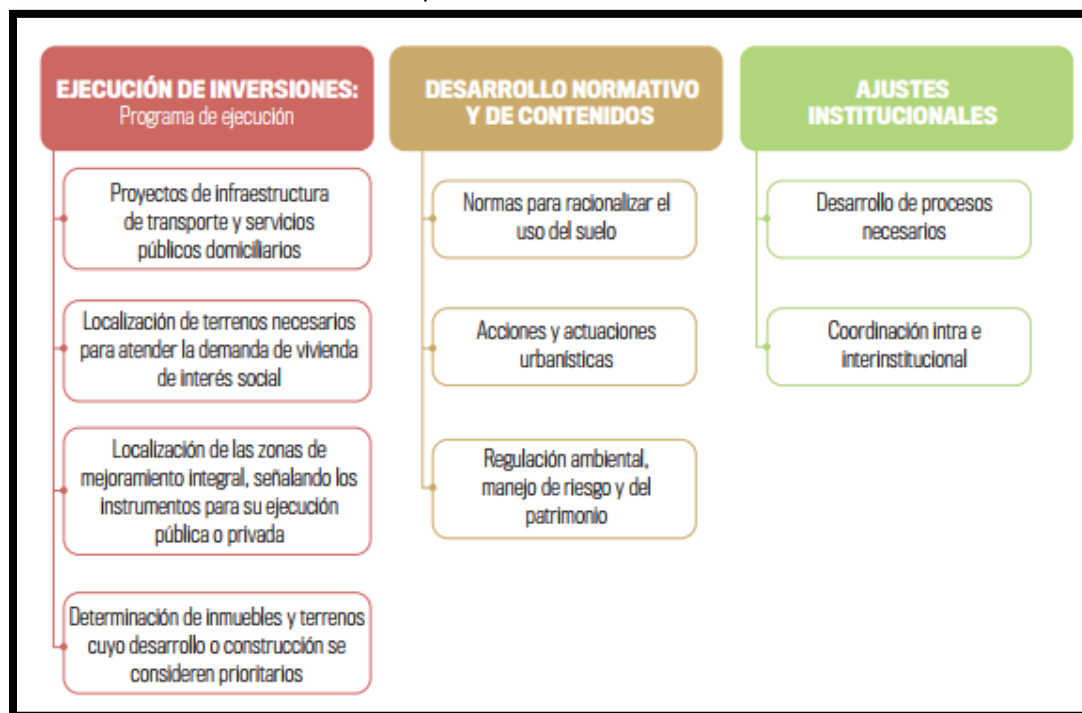 EJECUCIÓN DE INVERSIONES:
Programa de ejecución
Proyectos de infraestructura
de transporte y servicios
públicos domiciliarios
Localización de terrenos necesarios
para atender la demanda de vivienda
de interés social
Localización de las zonas de
mejoramiento integral, señalando los
instrumentos para su ejecución
pública o privada
Determinación de inmuebles y terrenos
cuyo desarrollo o construcción se
consideren prioritarios
DESARROLLO NORMATIVO
Y DE CONTENIDOS
Normas para racionalizar el
uso del suelo
Acciones y actuaciones
urbanísticas
Regulación ambiental,
manejo de riesgo y del
patrimonio
AJUSTES
INSTITUCIONALES
Desarrollo de procesos
necesarios
Coordinación intra e
interinstitucional